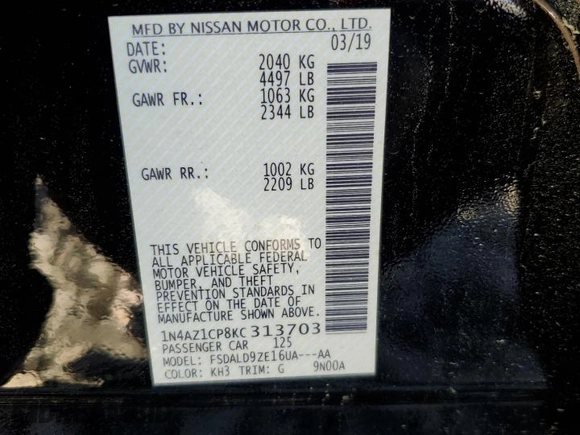 MFD BY NISSAN MOTOR CO., LTD.
DATE: 03/19
GVWR: 2040 KG
4497 LB
GAWR FR.: 1063 KG
2344 LB
GAWR RR.: 1002 KG
2209 LB
THIS VEHICLE CONFORMS TO
ALL APPLICABLE FEDERAL
MOTOR VEHICLE SAFETY,
BUMPER, AND THEFT
PREVENTION STANDARDS IN
EFFECT ON THE DATE OF
MANUFACTURE SHOWN ABOVE.
1N4AZ1CP8KC313703
PASSENGER CAR 125
MODEL: FSDALD9ZE16UA---AA
COLOR: KH3 TRIM: G 9N00A